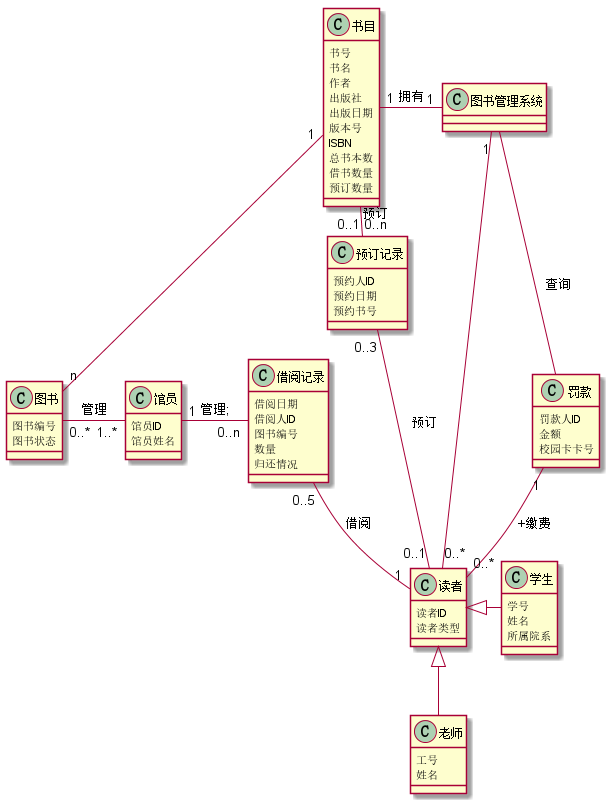 C 书目
书号
书名
作者
出版社
出版日期
版本号
ISBN
总书本数
借书数量
预订数量
1 拥有 1
C 图书管理系统
1
1
预订
0..1 0..n
C 预订记录
预约人ID
预约日期
预约书号
查询
0..3
n
C 图书
图书编号
图书状态
管理
0..* 1..*
C 馆员
馆员ID
馆员姓名
1 管理;
0..n
C 借阅记录
借阅日期
借阅人ID
图书编号
数量
归还情况
C 罚款
罚款人ID
金额
校园卡卡号
预订
0..5
借阅
1
+缴费
0..1
0..*
0..*
1
C 读者
读者ID
读者类型
C 学生
学号
姓名
所属院系
C 老师
工号
姓名